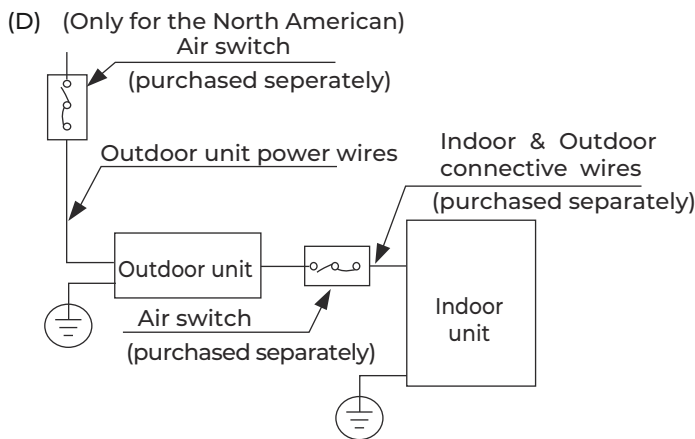 (D) (Only for the North American)
Air switch
(purchased seperately)
Outdoor unit power wires
Indoor & Outdoor
connective wires
(purchased separately)
Outdoor unit
Air switch
(purchased separately)
Indoor
unit